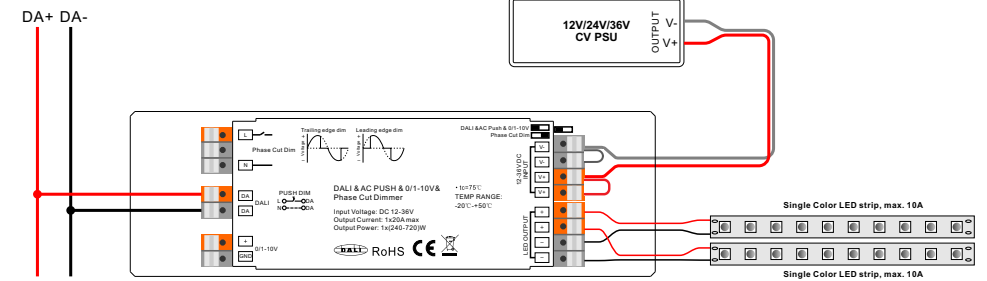 DA+ DA-
12V/24V/36V
CV PSU
OUTPUT
V-
V+
L
N
Phase Cut Dim
Trailing edge dim
Leading edge dim
DALI &AC Push & 0/1-10V
Phase Cut Dim
V-
V-
V+
V+
12-36VDC
INPUT
DA
DA
DALI
PUSH DIM
L DA
N DA
DALI & AC PUSH & 0/1-10V&
Phase Cut Dimmer
Input Voltage: DC 12-36V
Output Current: 1x20A max
Output Power: 1x(240-720)W
• tc=75℃
TEMP RANGE:
-20℃-+50℃
+
GND
0/1-10V
DALI
RoHS
CE
+
+
−
−
LED OUTPUT
Single Color LED strip, max. 10A
Single Color LED strip, max. 10A